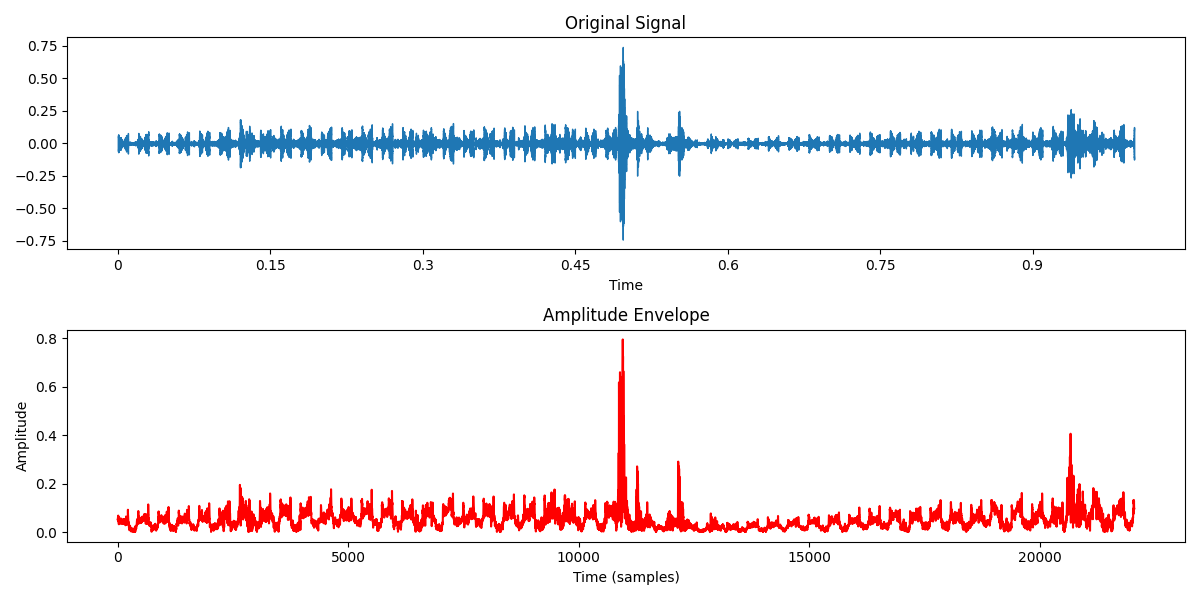 Original Signal
0.75
0.50
0.25
0.00
−0.25
−0.50
−0.75
0 0.15 0.3 0.45 0.6 0.75 0.9
Time
Amplitude Envelope
0.8
0.6
0.4
0.2
0.0
Amplitude
0 5000 10000 15000 20000
Time (samples)